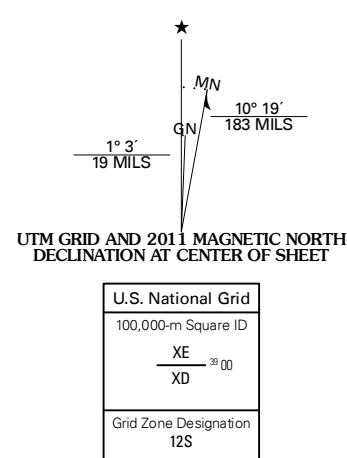 MN
10° 19´
183 MILS
GN
1° 3´
19 MILS
UTM GRID AND 2011 MAGNETIC NORTH
DECLINATION AT CENTER OF SHEET
U.S. National Grid
100,000-m Square ID
XE
39 00
XD
Grid Zone Designation
12S